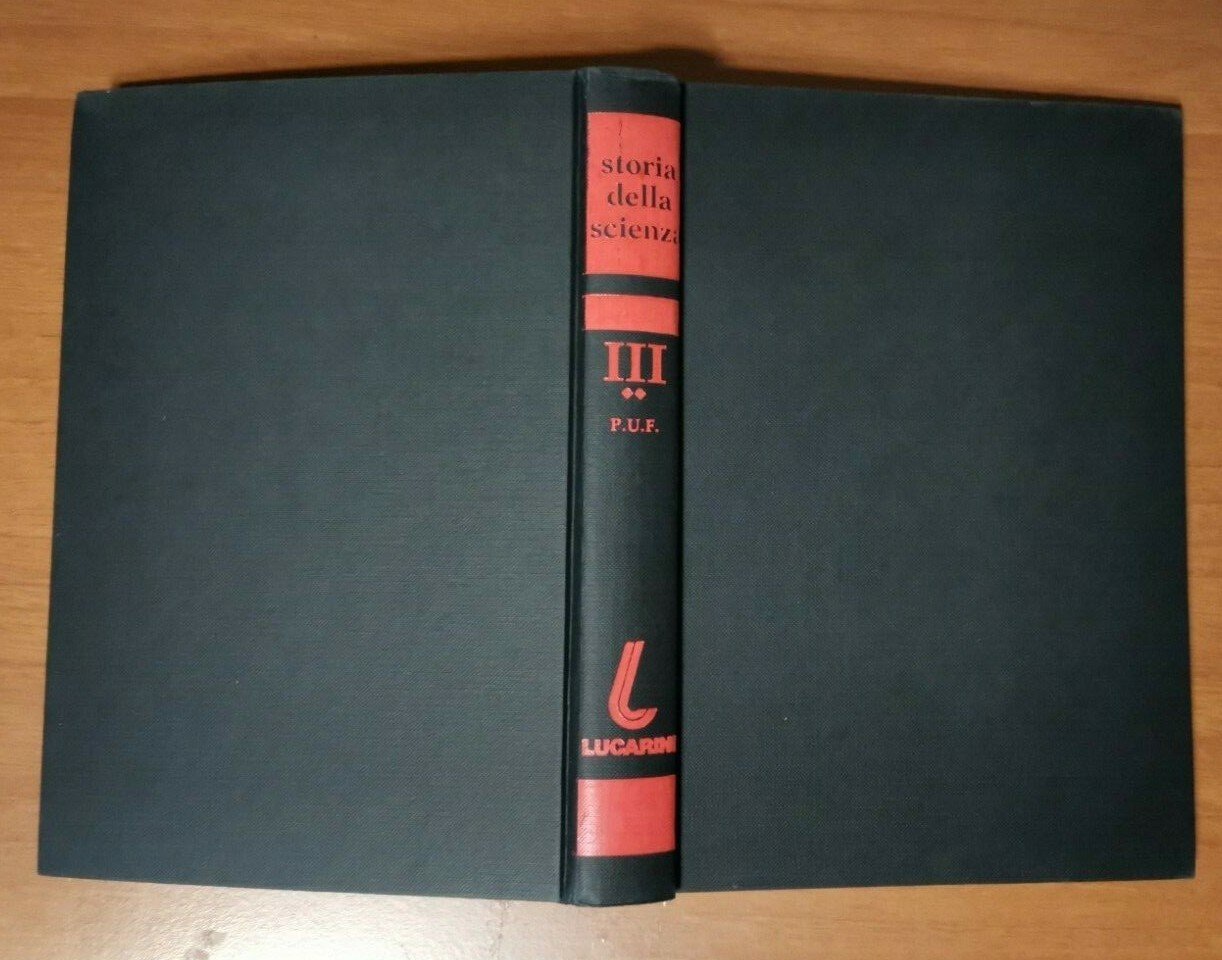 storia
della
scienza
III
P.U.F.
LUCARINI